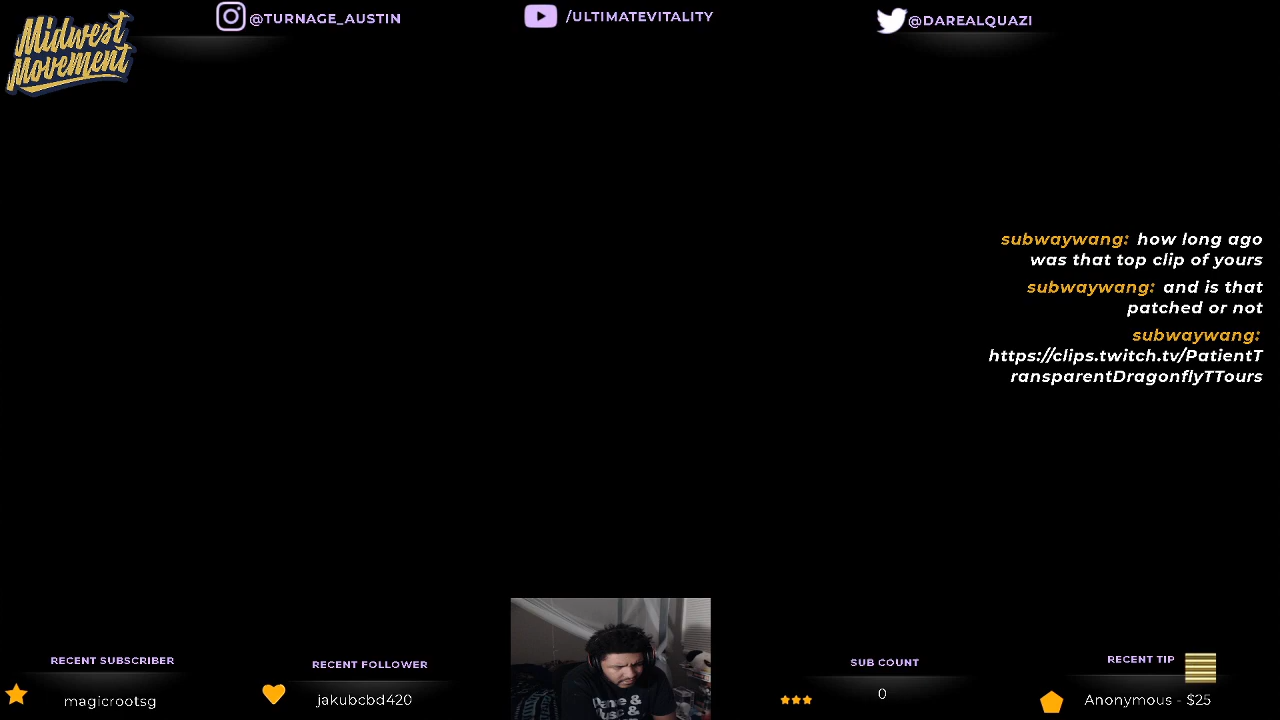 Midwest
Movement
@TURNAGE_AUSTIN
/ULTIMATEVITALITY
@DAREALQUAZI
subwaywang: how long ago
was that top clip of yours
subwaywang: and is that
patched or not
subwaywang:
https://clips.twitch.tv/PatientT
ransparentDragonflyTTours
RECENT SUBSCRIBER
magicrootsg
RECENT FOLLOWER
jakubcbd420
SUB COUNT
0
RECENT TIP
Anonymous - $25